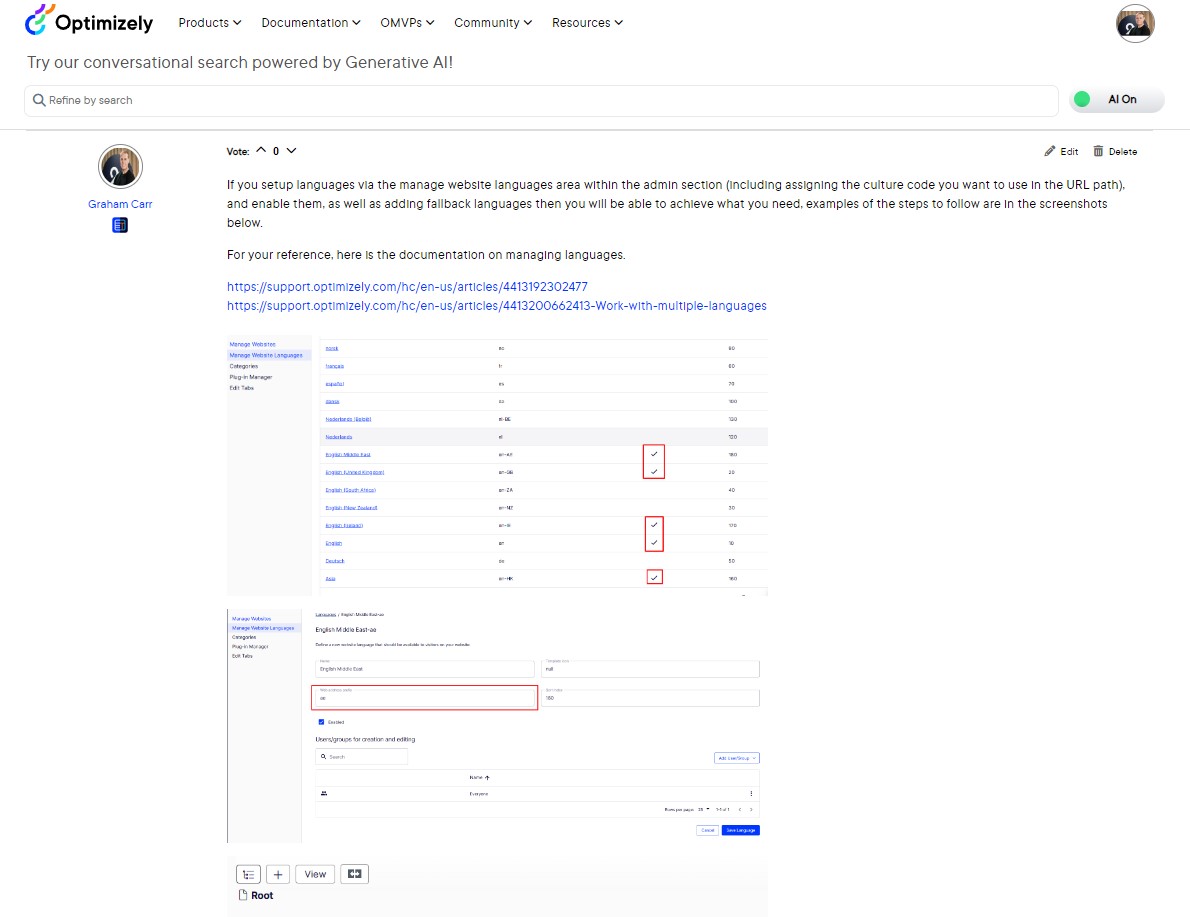 Optimizely Products Documentation OMVPs Community Resources
Try our conversational search powered by Generative AI!
Refine by search
AI On
Vote: 0
Edit Delete
Graham Carr
If you setup languages via the manage website languages area within the admin section (including assigning the culture code you want to use in the URL path),
and enable them, as well as adding fallback languages then you will be able to achieve what you need, examples of the steps to follow are in the screenshots
below.
For your reference, here is the documentation on managing languages.
https://support.optimizely.com/hc/en-us/articles/4413192302477
https://support.optimizely.com/hc/en-us/articles/4413200662413-Work-with-multiple-languages
Manage Websites
Manage Website Languages
Categories
Plug-in Manager
Edit Tabs
norsk no
français fr
español es 70
dansk 100
Nederlands (België) nl-BE 130
Nederlands nl
English Middle East en-AE 180
English (United Kingdom) en-GB 20
English (South Africa) en-ZA 40
English (New Zealand) en-NZ 30
English (Ireland) en-IE 170
English en 10
Deutsch de 50
Asia en-HK 160
Manage Websites
Manage Website Languages
Categories
Plug-in Manager
Edit Tabs
Languages / English Middle East-ae
English Middle East-ae
Define a new website language that should be available to visitors on your website.
Name
English Middle East
Template icon
null
Web address prefix
ae
Sort index
180
Enabled
Users/groups for creation and editing
Search
Add User/Group
Name
Everyone
Rows per page: 25 1-1 of 1
Cancel Save Language
View
Root